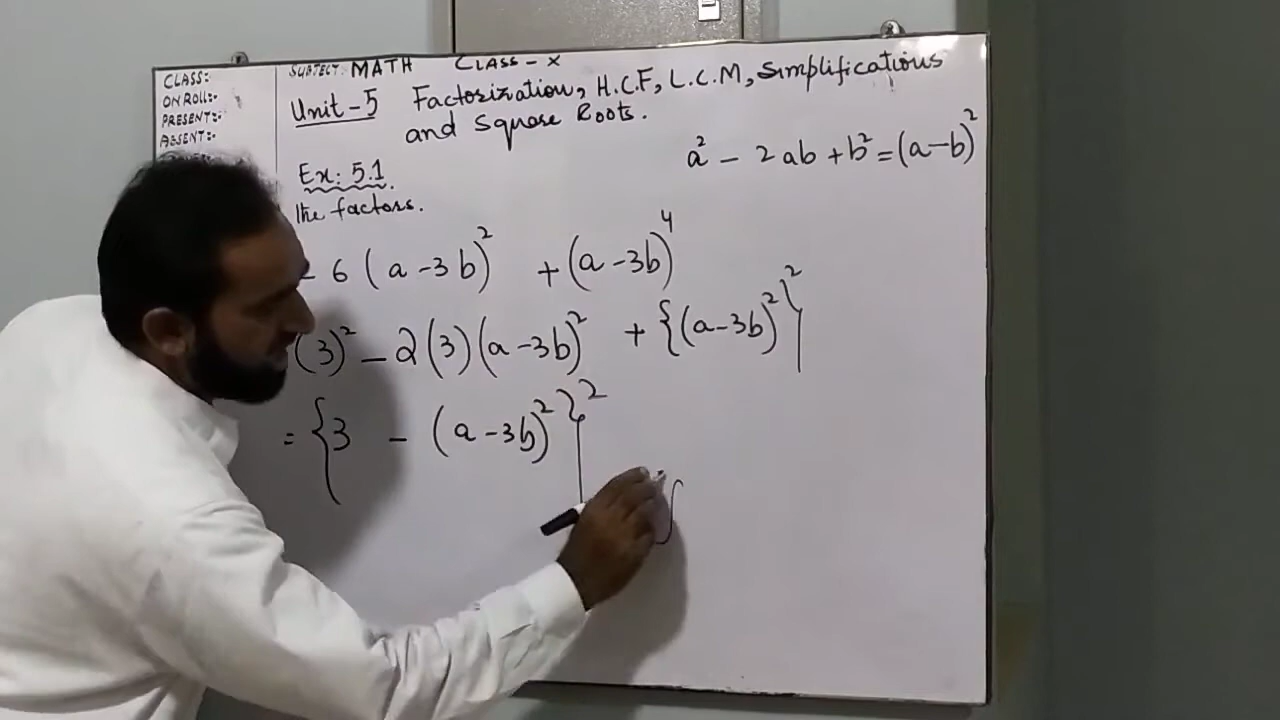 CLASS:-
ON ROLL:-
PRESENT:-
ABSENT:-
SUBJECT: MATH CLASS - X
Unit - 5 Factorization, H.C.F, L.C.M, Simplifications
and Square Roots.
a² - 2ab + b² = (a-b)²
Ex: 5.1
the factors.
- 6 (a - 3b)² + (a - 3b)⁴
(3)² - 2(3)(a - 3b)² + {(a - 3b)²}²
= {3 - (a - 3b)²}²